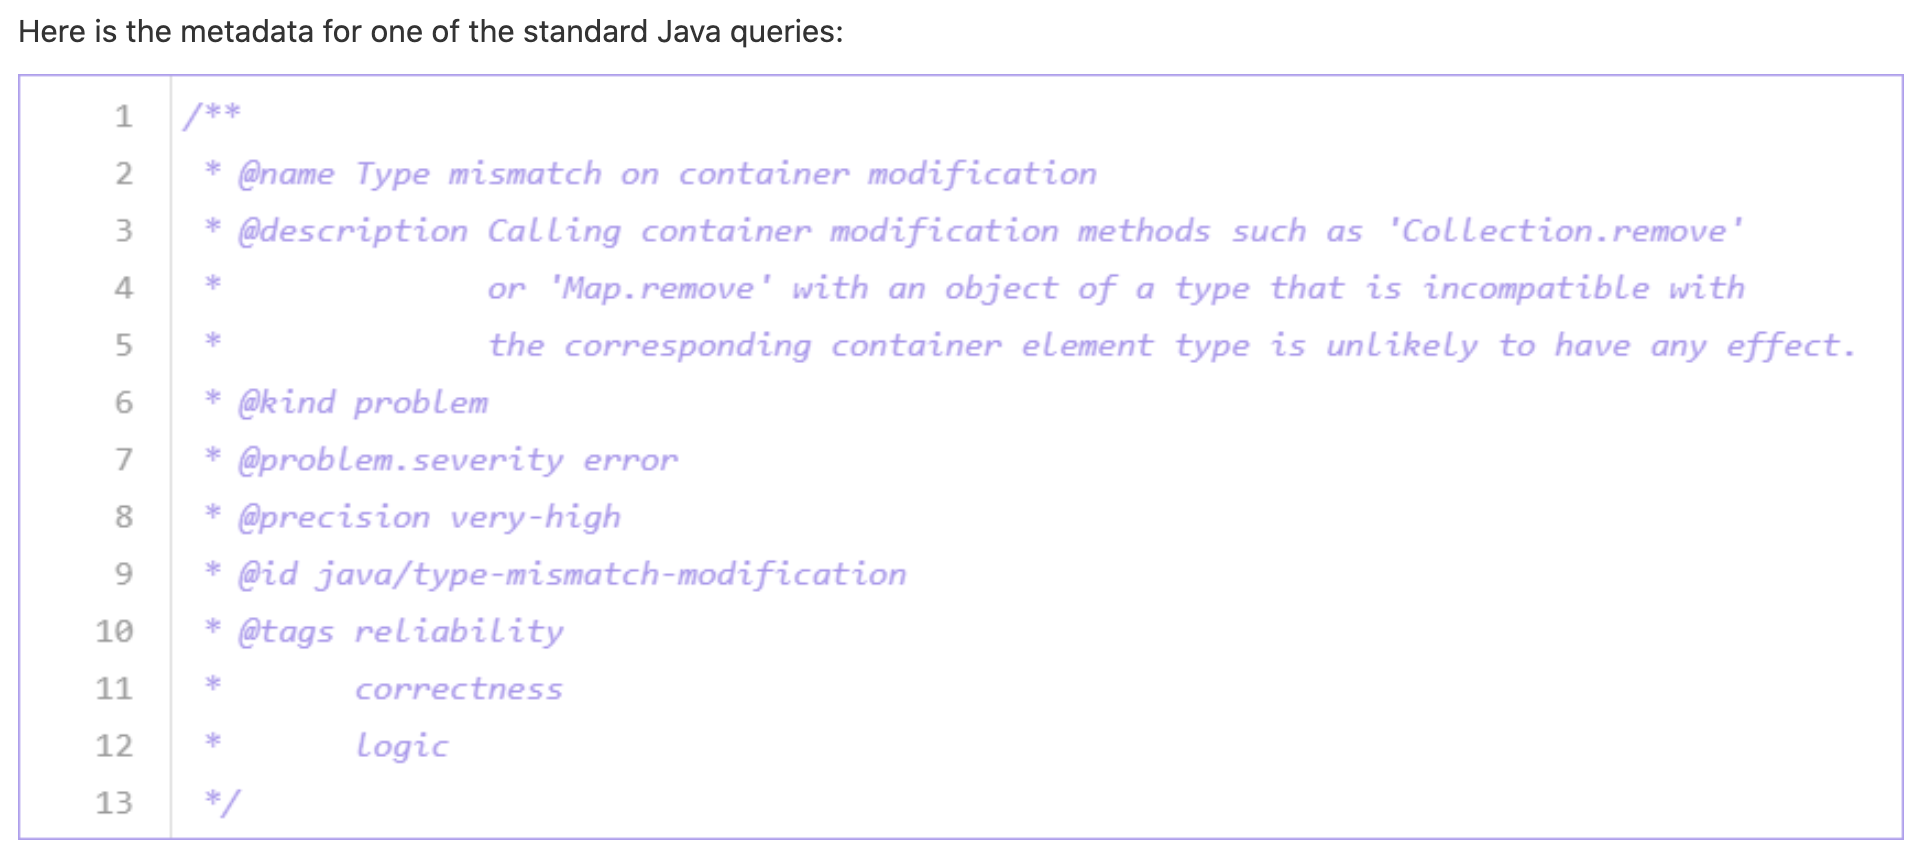 Here is the metadata for one of the standard Java queries:
1 /**
2  * @name Type mismatch on container modification
3  * @description Calling container modification methods such as 'Collection.remove'
4  *              or 'Map.remove' with an object of a type that is incompatible with
5  *              the corresponding container element type is unlikely to have any effect.
6  * @kind problem
7  * @problem.severity error
8  * @precision very-high
9  * @id java/type-mismatch-modification
10  * @tags reliability
11  *       correctness
12  *       logic
13  */